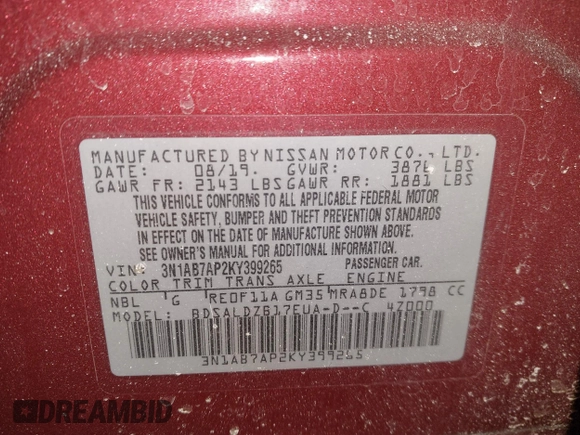 MANUFACTURED BY NISSAN MOTOR CO., LTD.
DATE: 08/19. GVWR: 3876 LBS
GAWR FR: 2143 LBS GAWR RR: 1881 LBS
THIS VEHICLE CONFORMS TO ALL APPLICABLE FEDERAL MOTOR
VEHICLE SAFETY, BUMPER AND THEFT PREVENTION STANDARDS
IN EFFECT ON THE DATE OF MANUFACTURE SHOWN ABOVE.
SEE OWNER'S MANUAL FOR ADDITIONAL INFORMATION.
VIN: 3N1AB7AP2KY399265 PASSENGER CAR.
COLOR TRIM TRANS AXLE ENGINE
NBL G RE0F11A GM35 MRA8DE 1798 CC
MODEL: BDSALDZB17EUA-D--C 47000
3N1AB7AP2KY399265
DREAMBID